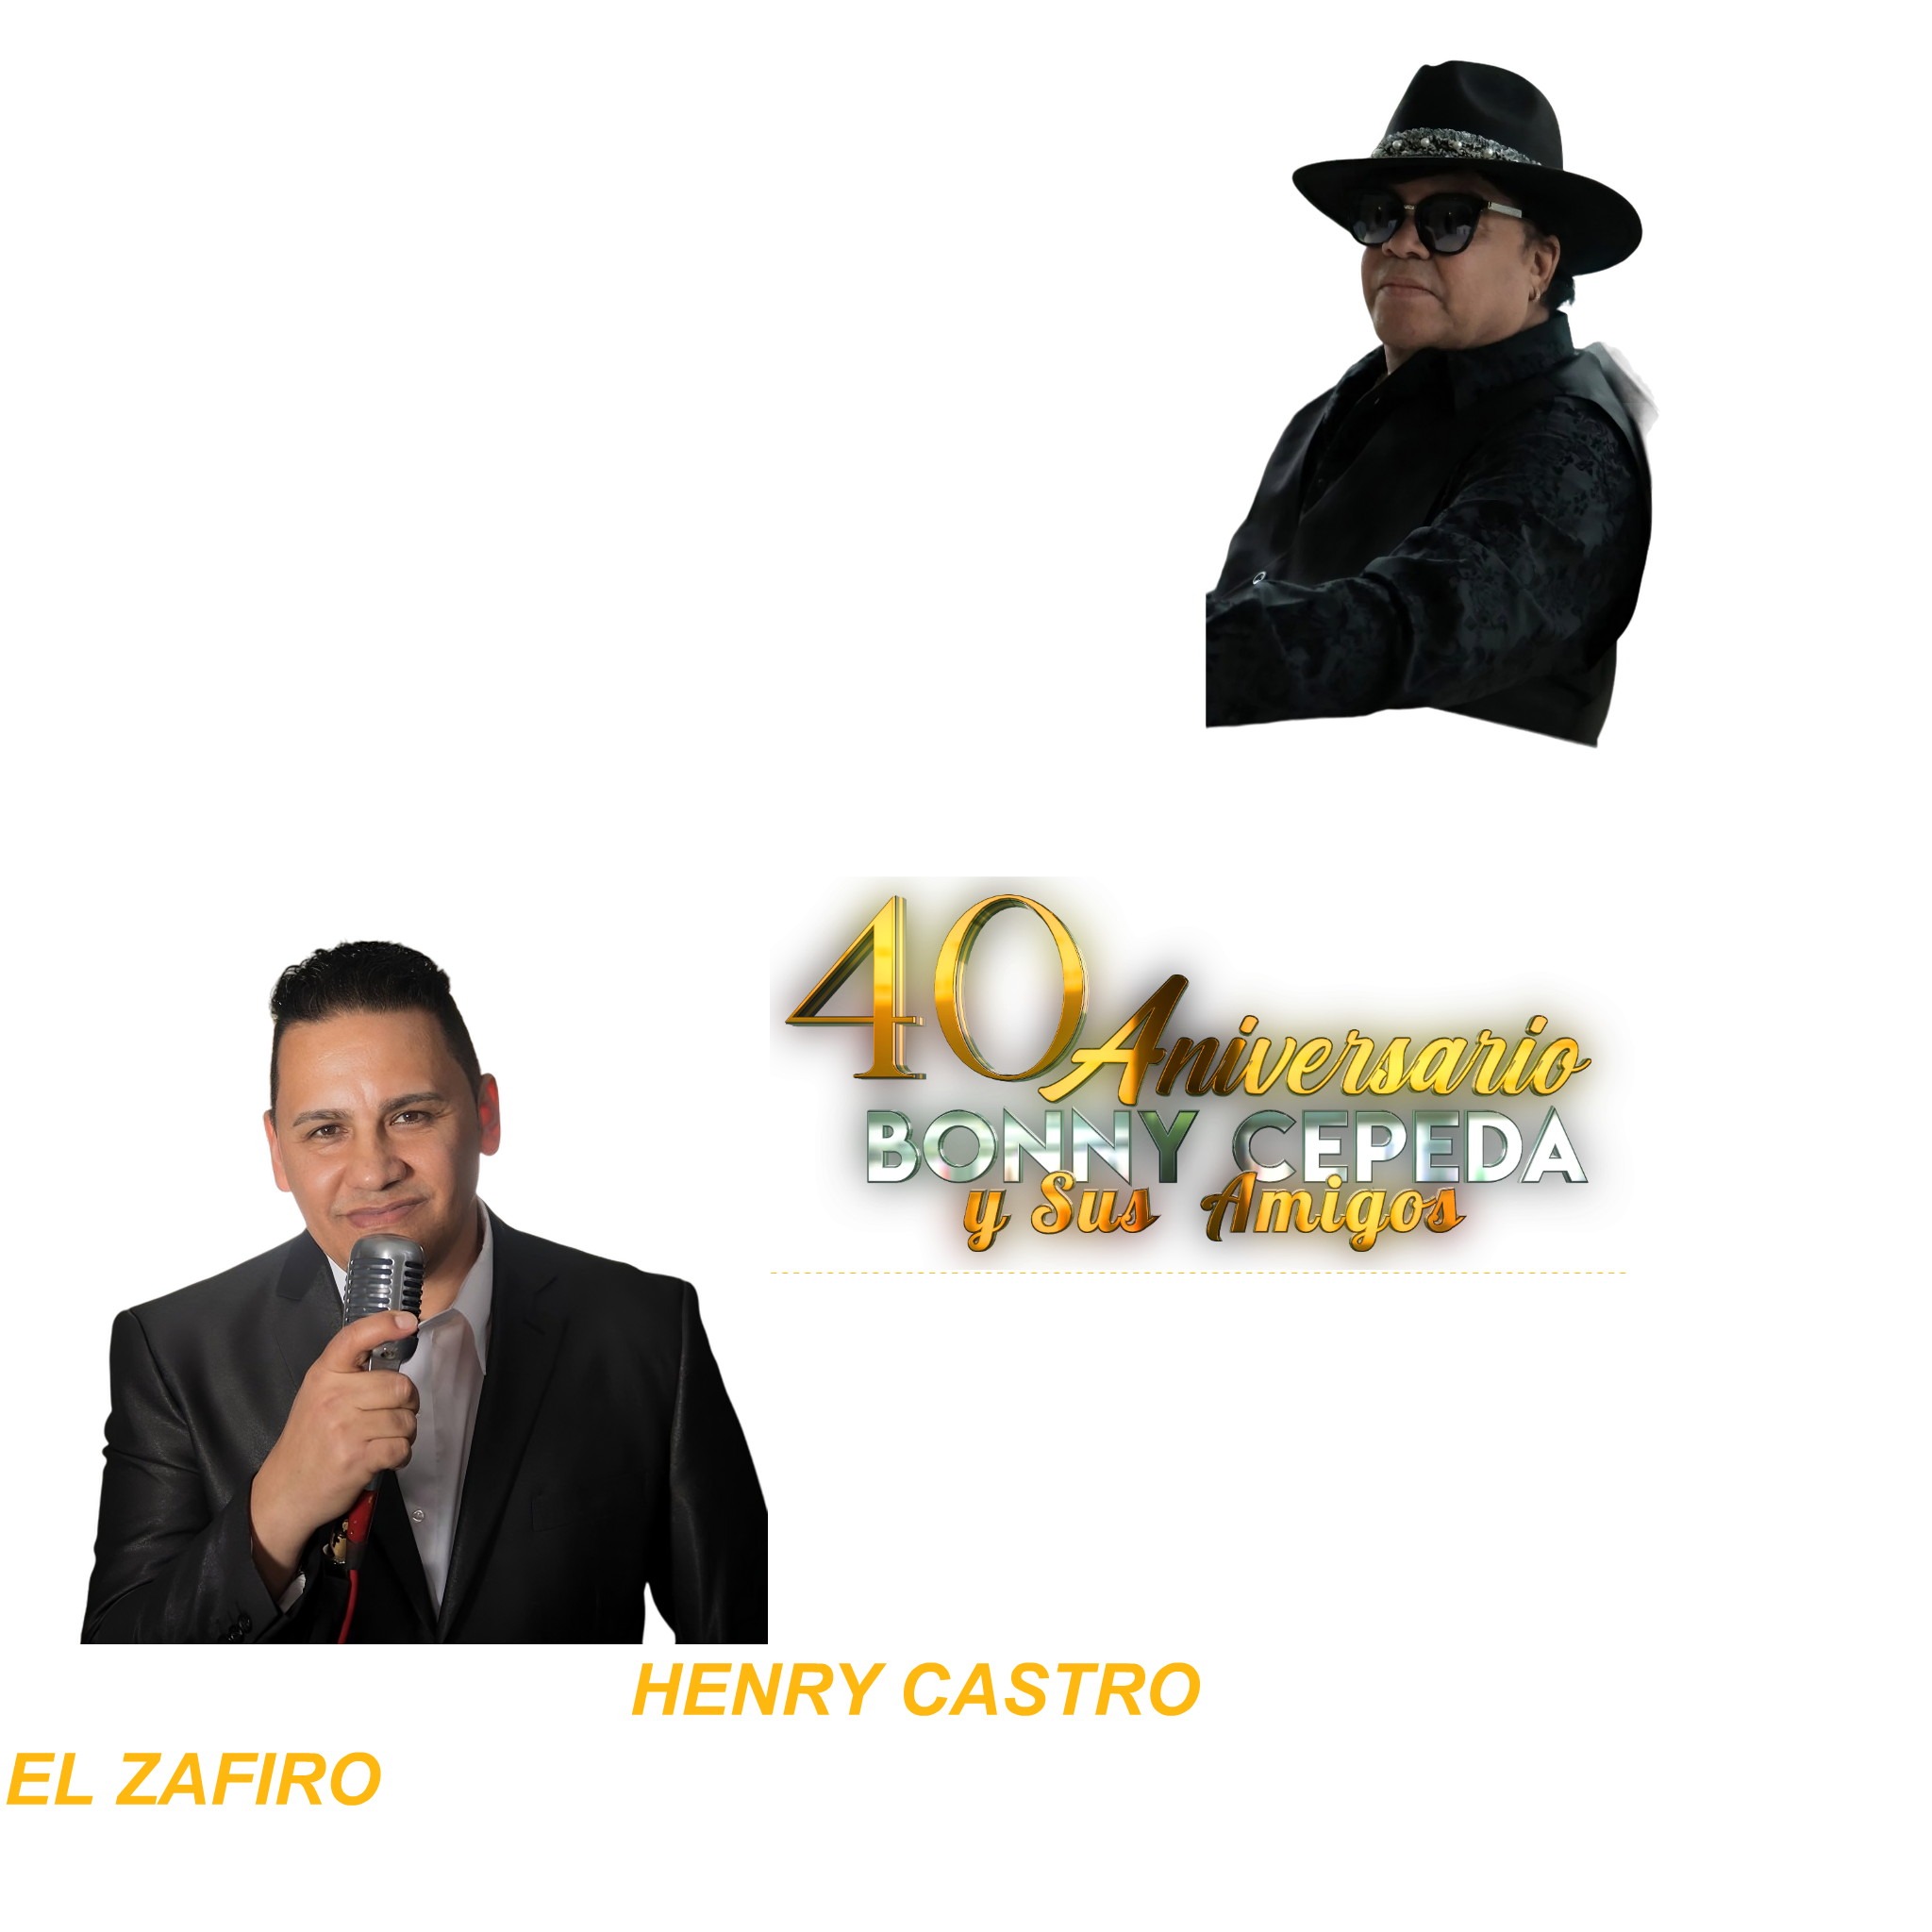 40 Aniversario
BONNY CEPEDA
y Sus Amigos
HENRY CASTRO
EL ZAFIRO